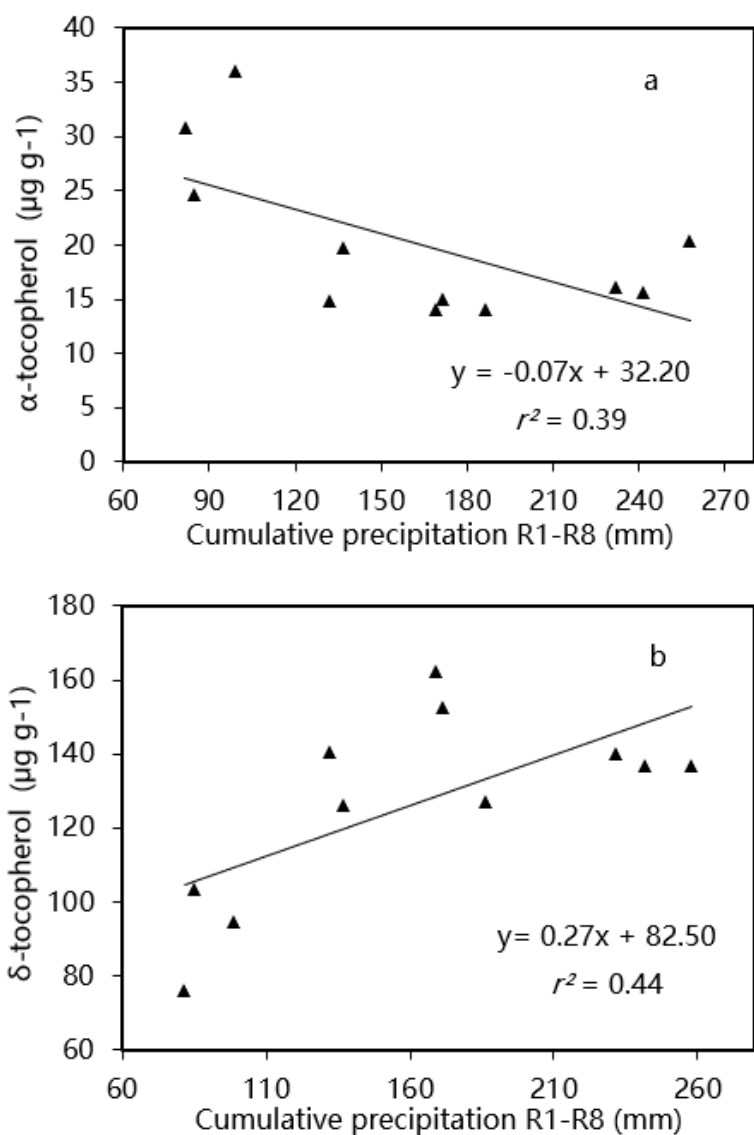 40
35
30
25
20
15
10
5
0
α-tocopherol (µg g-1)
a
y = -0.07x + 32.20
r² = 0.39
60 90 120 150 180 210 240 270
Cumulative precipitation R1-R8 (mm)
180
160
140
120
100
80
60
δ-tocopherol (µg g-1)
b
y= 0.27x + 82.50
r² = 0.44
60 110 160 210 260
Cumulative precipitation R1-R8 (mm)